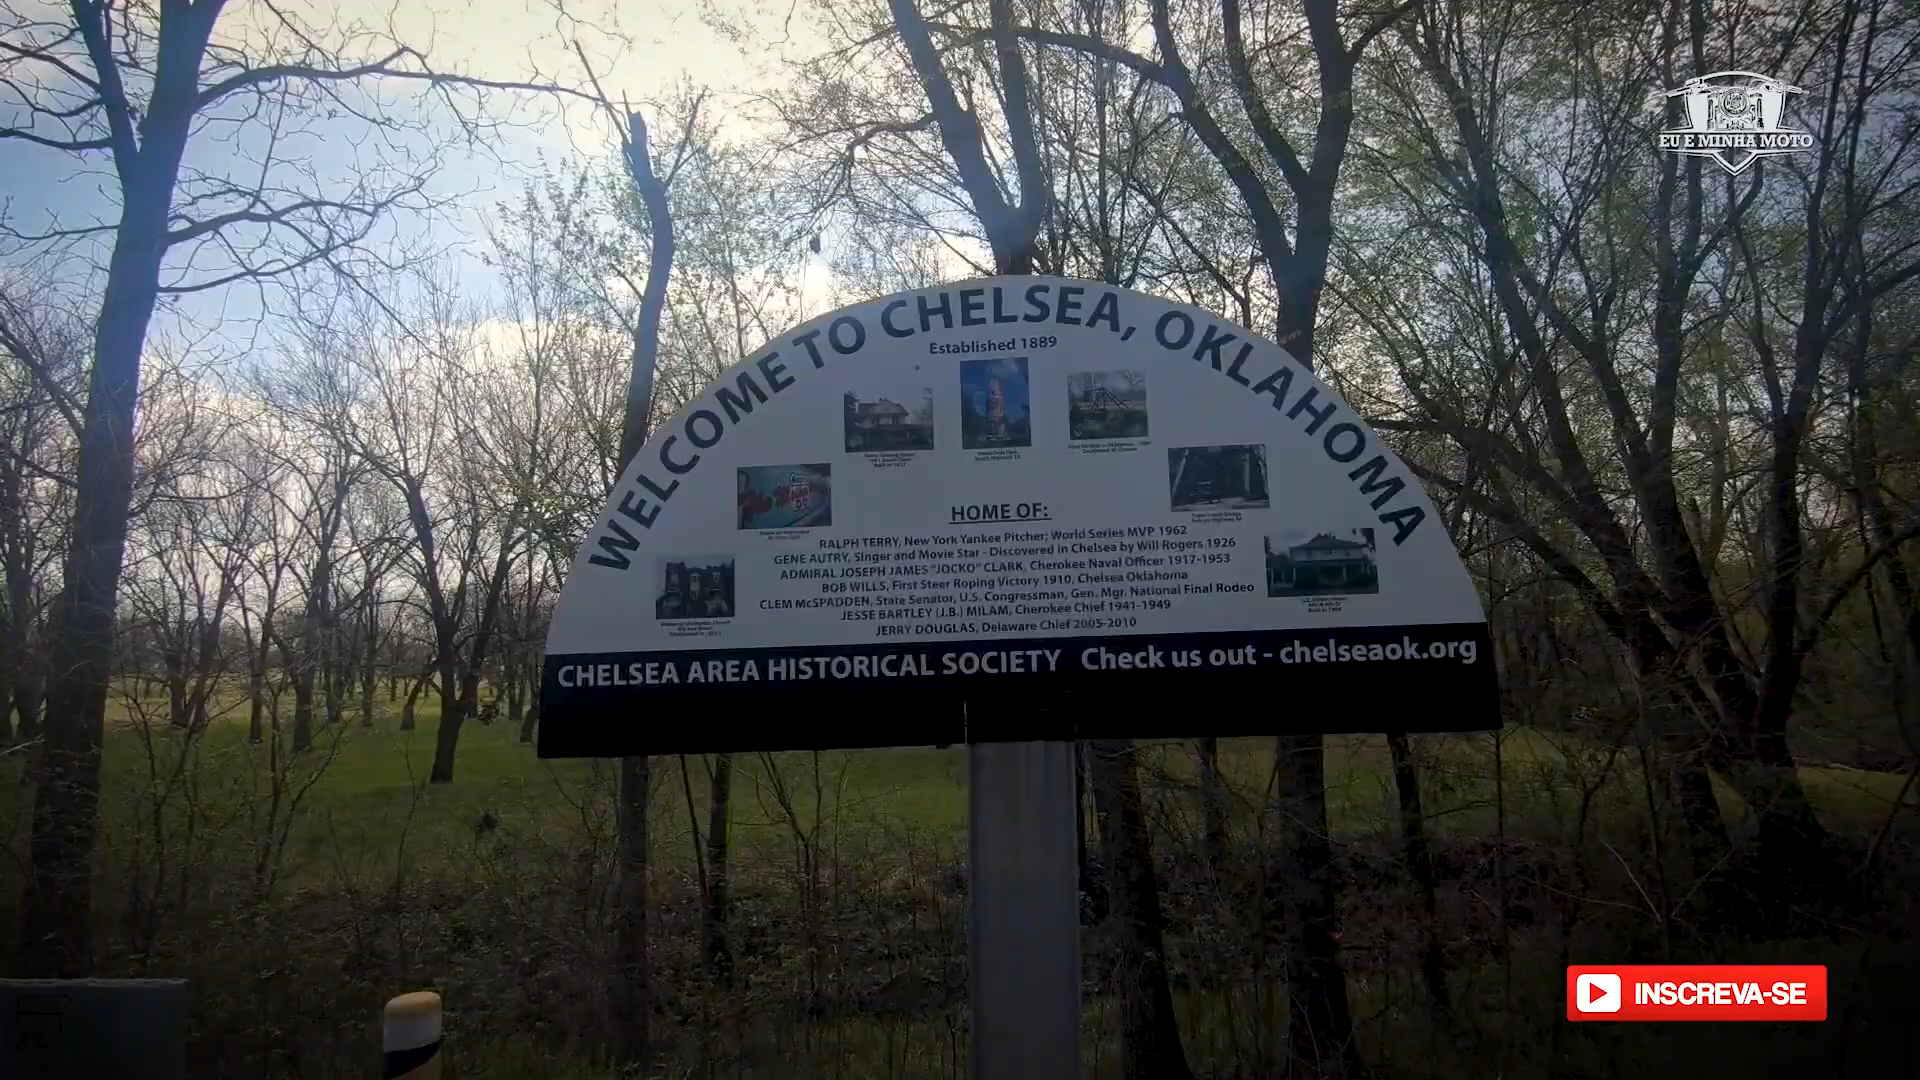 EU E MINHA MOTO
WELCOME TO CHELSEA, OKLAHOMA
Established 1889
HOME OF:
RALPH TERRY, New York Yankee Pitcher; World Series MVP 1962
GENE AUTRY, Singer and Movie Star - Discovered in Chelsea by Will Rogers 1926
ADMIRAL JOSEPH JAMES "JOCKO" CLARK, Cherokee Naval Officer 1917-1953
BOB WILLS, First Steer Roping Victory 1910, Chelsea Oklahoma
CLEM McSPADDEN, State Senator, U.S. Congressman, Gen. Mgr. National Final Rodeo
JESSE BARTLEY (J.B.) MILAM, Cherokee Chief 1941-1949
JERRY DOUGLAS, Delaware Chief 2005-2010
CHELSEA AREA HISTORICAL SOCIETY Check us out - chelseaok.org
INSCREVA-SE